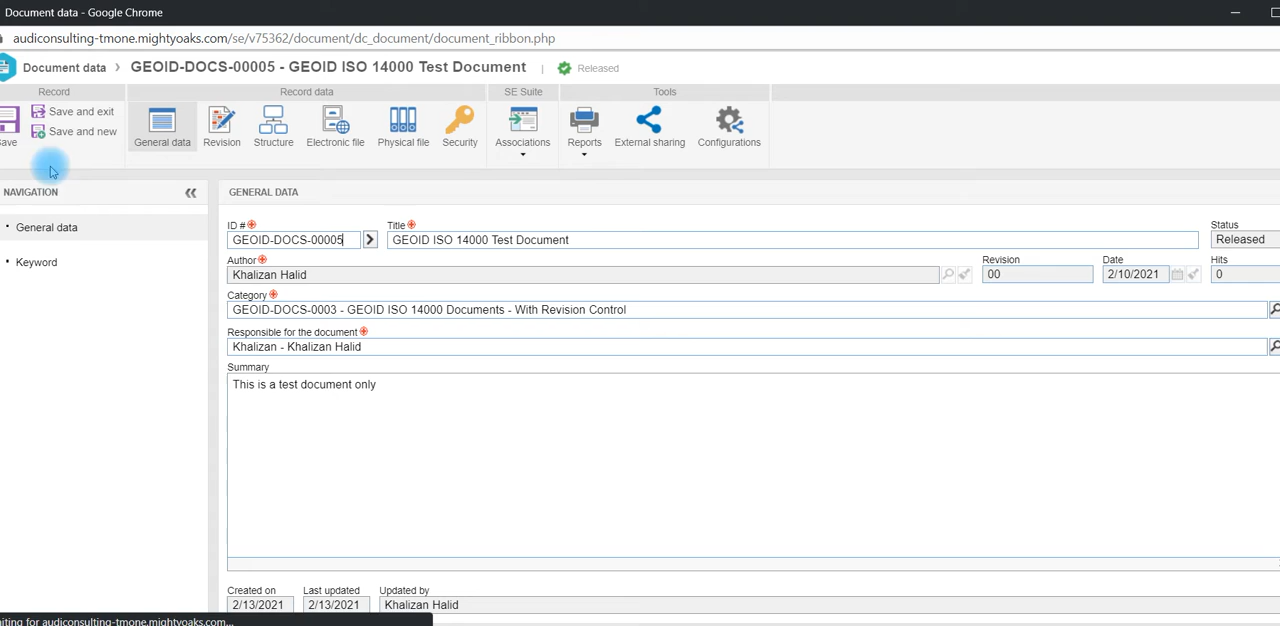 Document data - Google Chrome
audiconsulting-tmone.mightyoaks.com/se/v75362/document/dc_document/document_ribbon.php
Document data > GEOID-DOCS-00005 - GEOID ISO 14000 Test Document | Released
Record Record data SE Suite Tools
Save and exit
Save and new
ave General data Revision Structure Electronic file Physical file Security Associations Reports External sharing Configurations
NAVIGATION
GENERAL DATA
General data
Keyword
ID # Title Status
GEOID-DOCS-00005 GEOID ISO 14000 Test Document Released
Author Revision Date Hits
Khalizan Halid 00 2/10/2021 0
Category
GEOID-DOCS-0003 - GEOID ISO 14000 Documents - With Revision Control
Responsible for the document
Khalizan - Khalizan Halid
Summary
This is a test document only
Created on Last updated Updated by
2/13/2021 2/13/2021 Khalizan Halid
aiting for audiconsulting-tmone.mightyoaks.com...